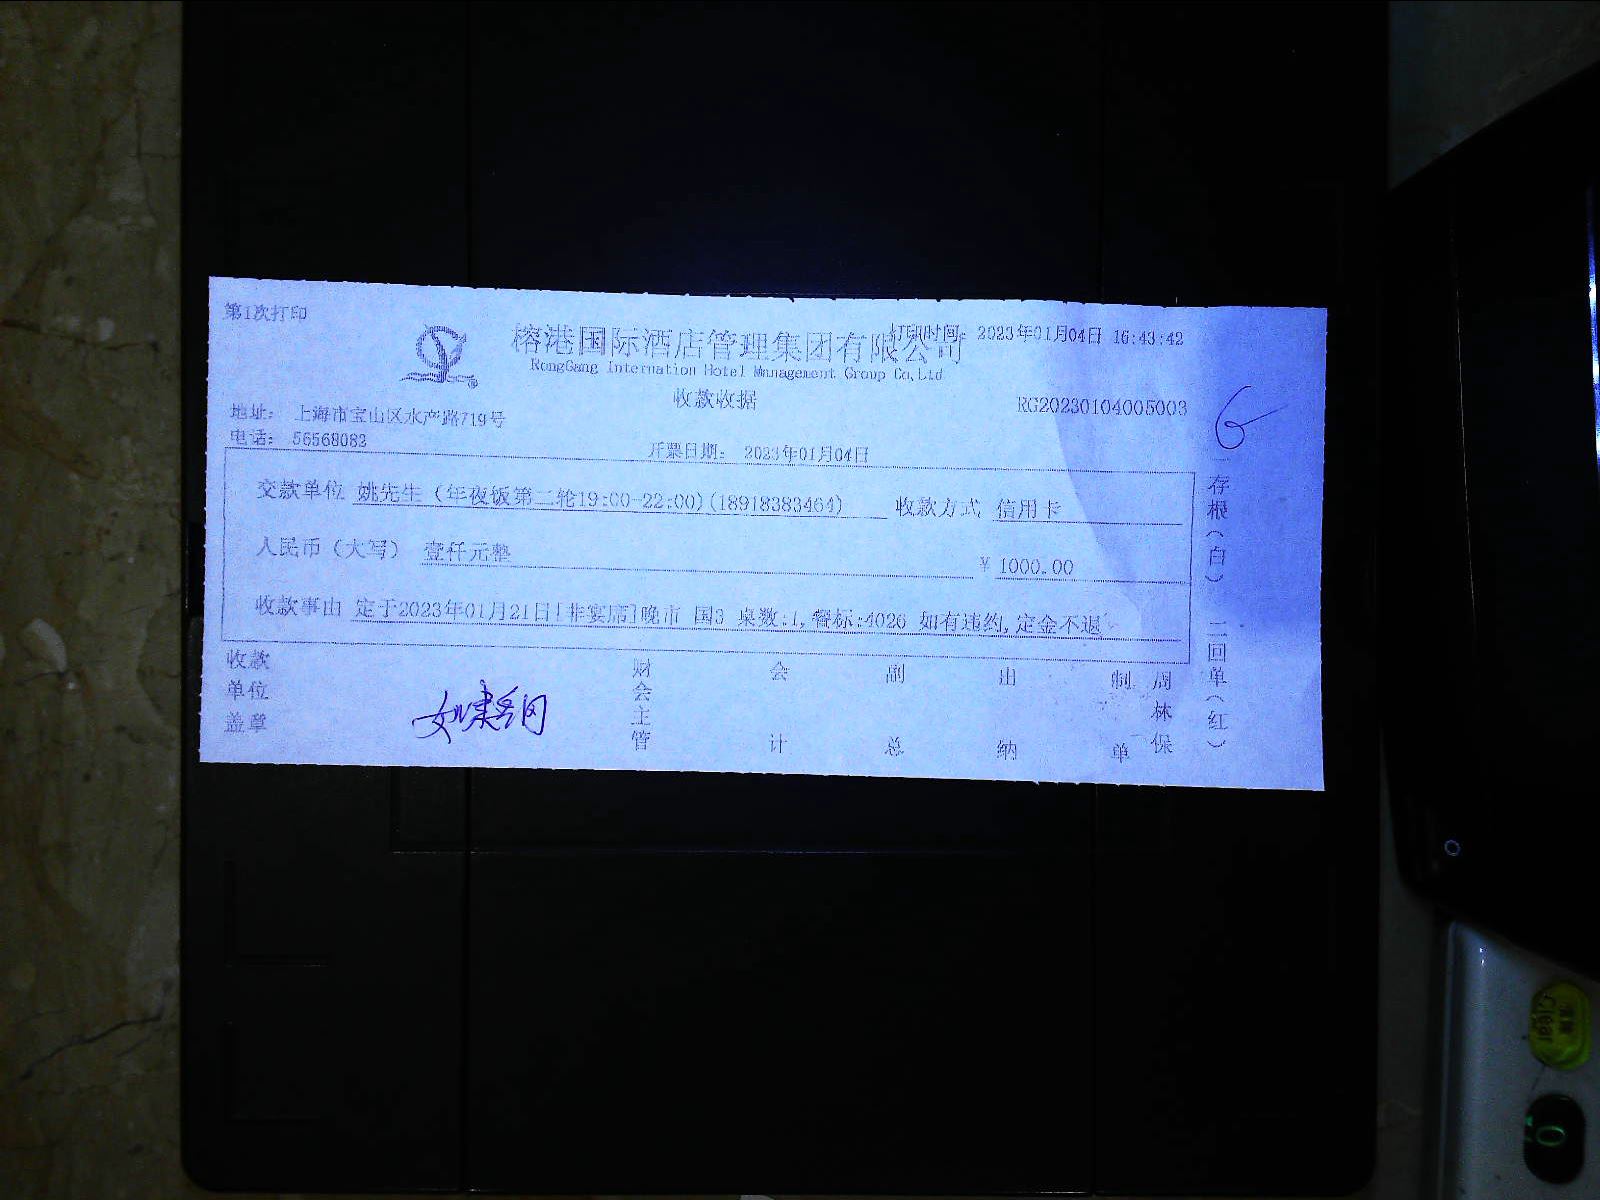 第1次打印
榕港国际酒店管理集团有限公司
打印时间: 2023年01月04日 16:43:42
RongGang Internation Hotel Management Group Co,Ltd
收款收据
RG20230104005003
地址: 上海市宝山区水产路719号
电话: 56568082
开票日期: 2023年01月04日
交款单位 姚先生(年夜饭第二轮19:00-22:00)(18918383464) 收款方式 信用卡
人民币(大写) 壹仟元整 ¥ 1000.00
收款事由 定于2023年01月21日[非宴席]晚市 国3 桌数:1,餐标:4026 如有违约,定金不退
收款单位盖章 财会主管 会计 副总 出纳 制单 周林保
一存根(白) 二回单(红)
Clear